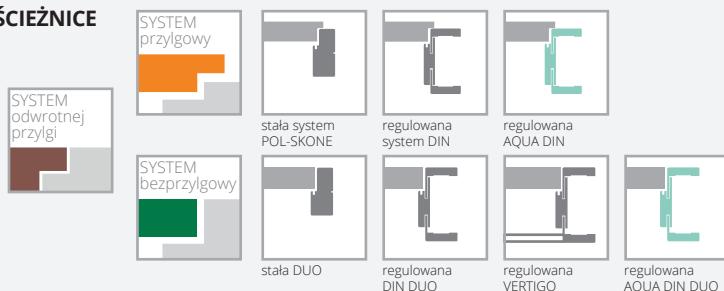 ŚCIEŻNICE
SYSTEM
odwrotnej
przylgi
SYSTEM
przylgowy
stała system
POL-SKONE
regulowana
system DIN
regulowana
AQUA DIN
SYSTEM
bezprzylgowy
stała DUO
regulowana
DIN DUO
regulowana
VERTIGO
regulowana
AQUA DIN DUO